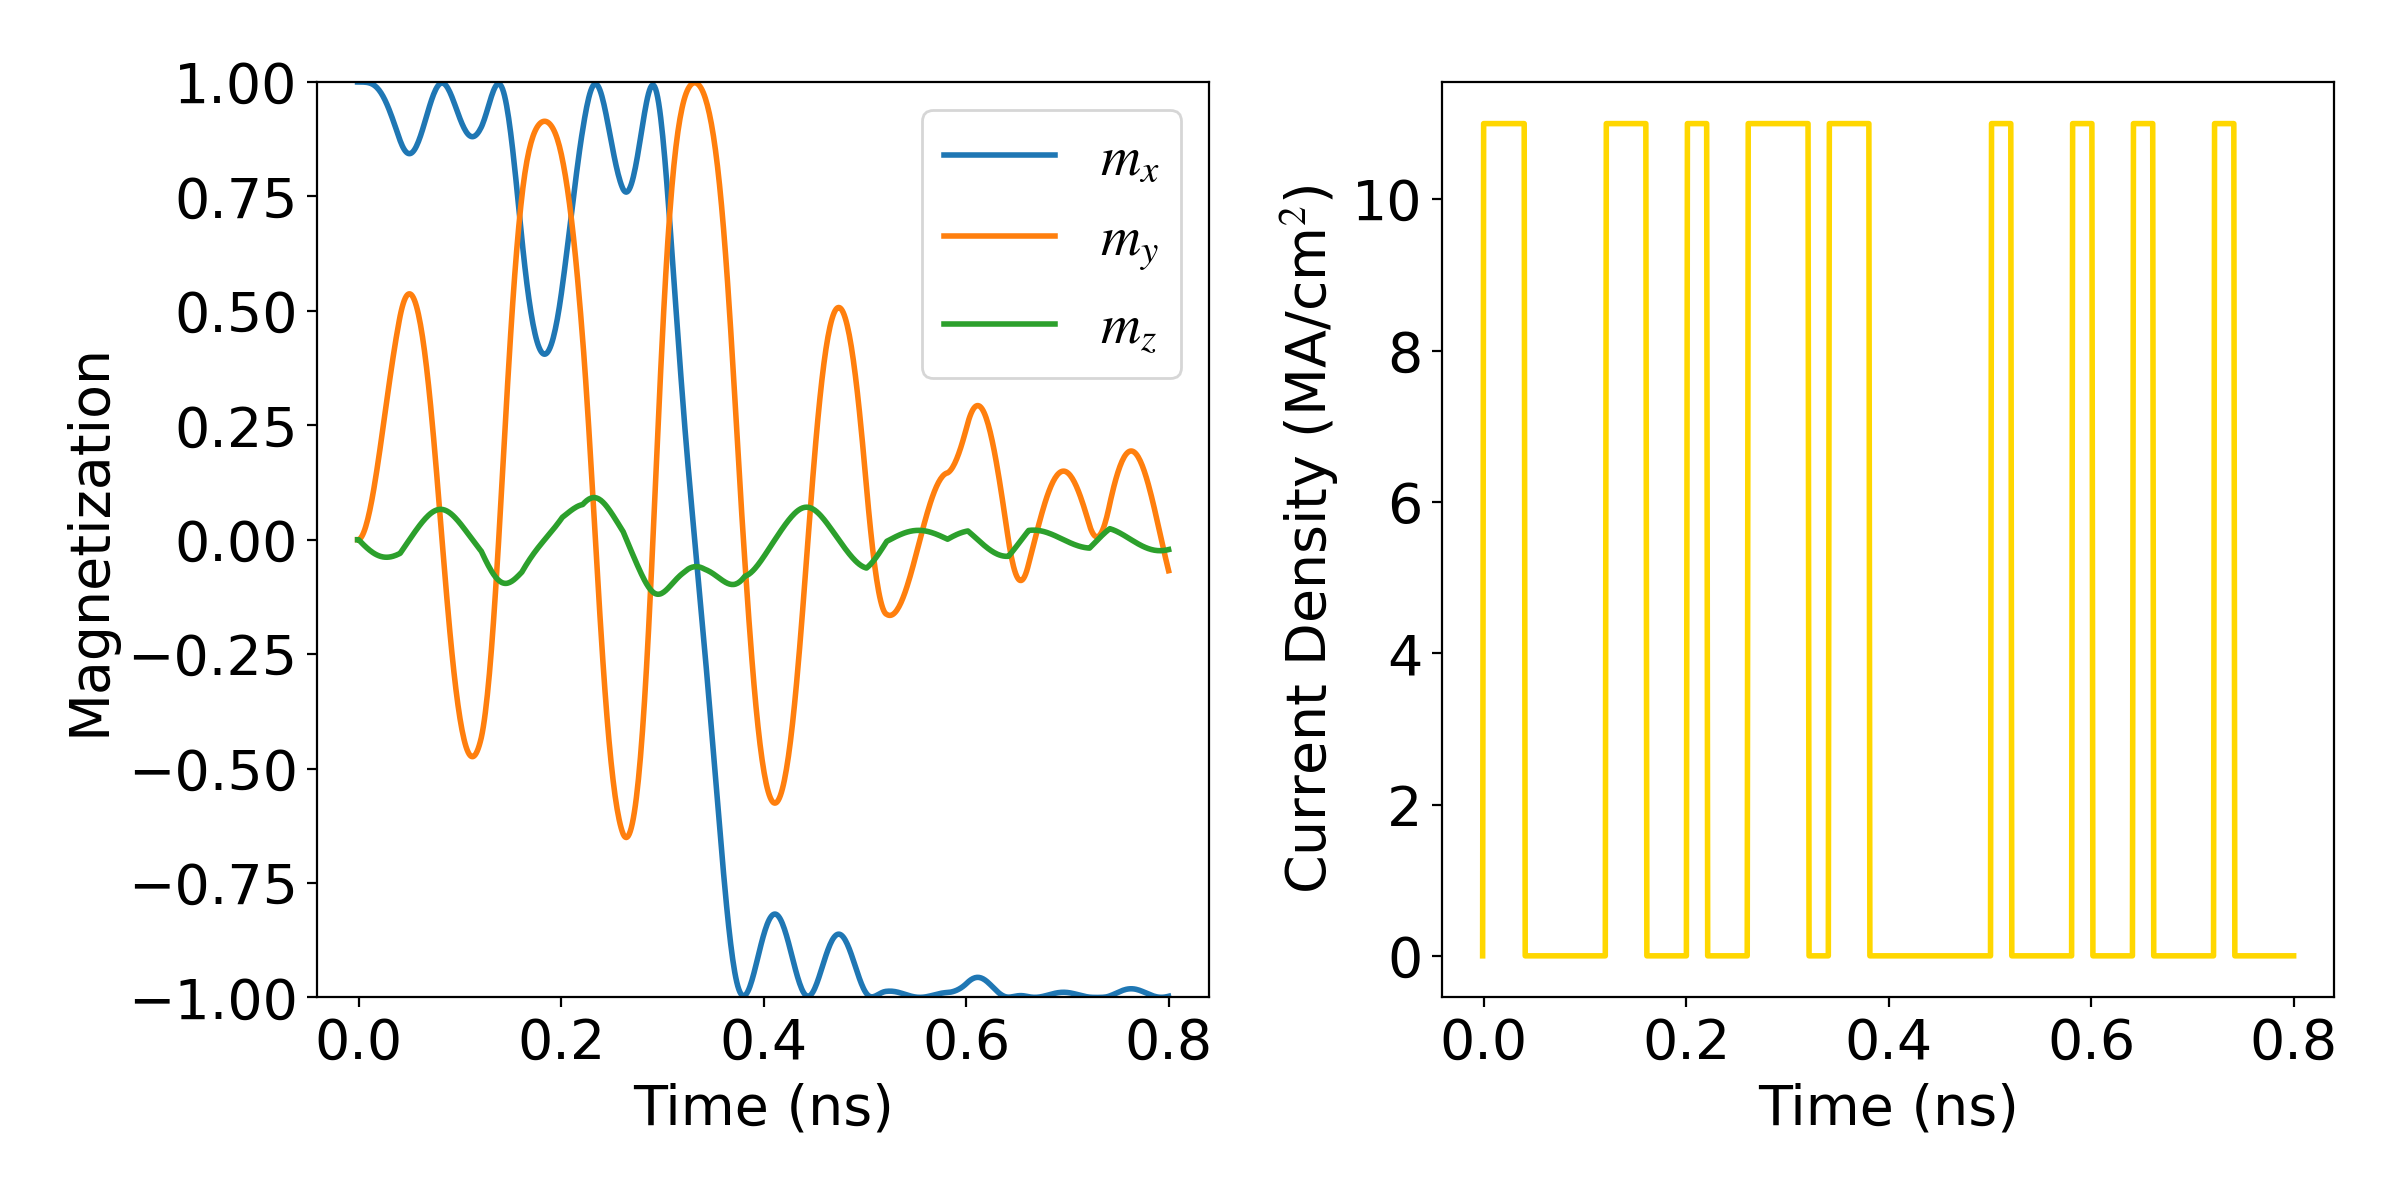 Magnetization
1.00
0.75
0.50
0.25
0.00
−0.25
−0.50
−0.75
−1.00
0.0 0.2 0.4 0.6 0.8
Time (ns)
m_x
m_y
m_z
Current Density (MA/cm²)
10
8
6
4
2
0
0.0 0.2 0.4 0.6 0.8
Time (ns)